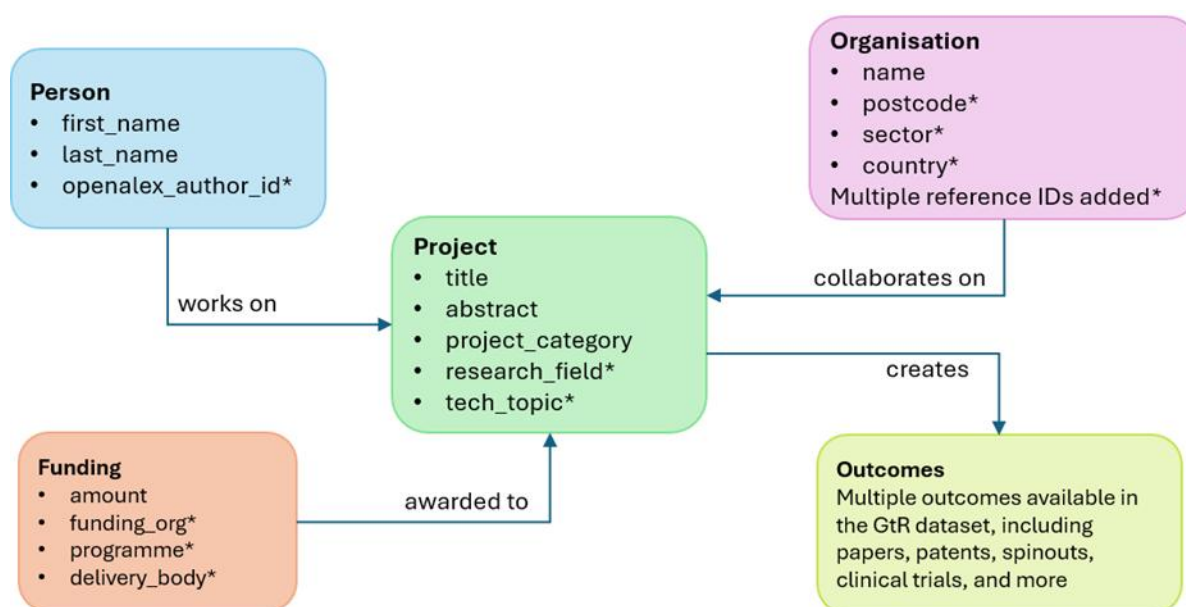 Person
• first_name
• last_name
• openalex_author_id*
Organisation
• name
• postcode*
• sector*
• country*
Multiple reference IDs added*
works on
Project
• title
• abstract
• project_category
• research_field*
• tech_topic*
collaborates on
creates
Funding
• amount
• funding_org*
• programme*
• delivery_body*
awarded to
Outcomes
Multiple outcomes available in
the GtR dataset, including
papers, patents, spinouts,
clinical trials, and more